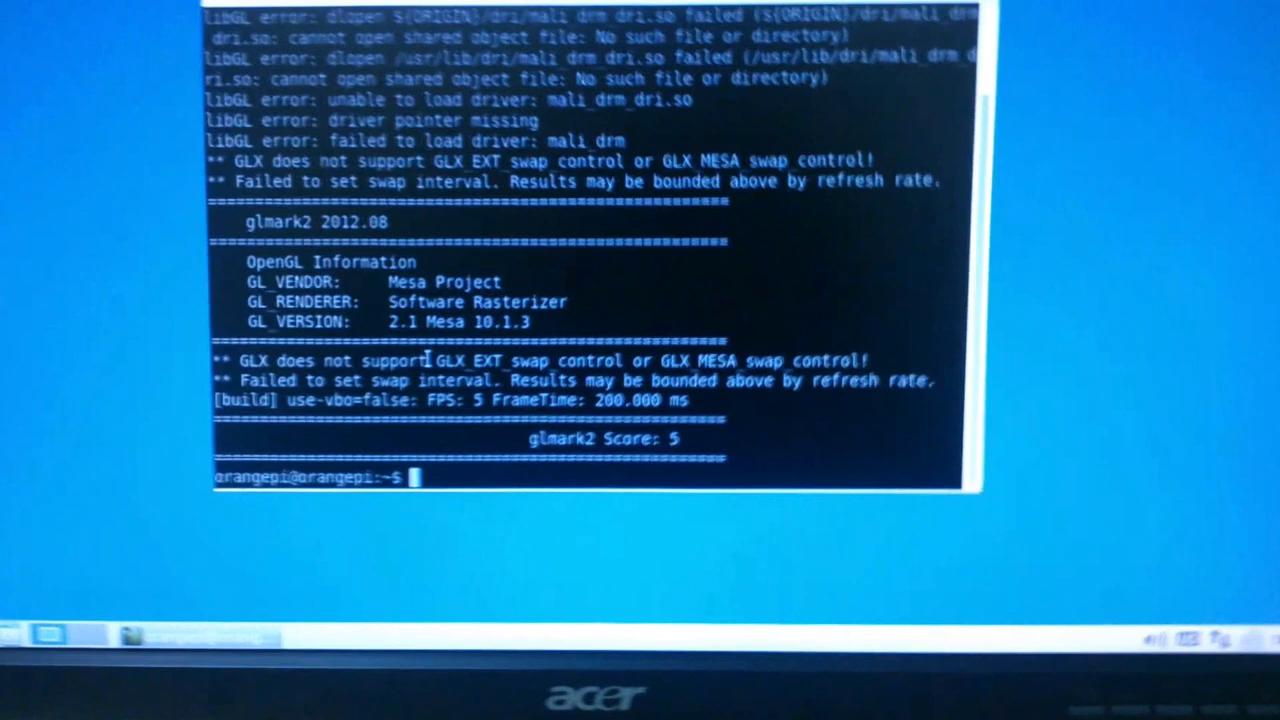 libGL error: dlopen ${ORIGIN}/dri/mali_drm_dri.so failed (${ORIGIN}/dri/mali_drm
_dri.so: cannot open shared object file: No such file or directory)
libGL error: dlopen /usr/lib/dri/mali_drm_dri.so failed (/usr/lib/dri/mali_drm_d
ri.so: cannot open shared object file: No such file or directory)
libGL error: unable to load driver: mali_drm_dri.so
libGL error: driver pointer missing
libGL error: failed to load driver: mali_drm
** GLX does not support GLX_EXT_swap_control or GLX_MESA_swap_control!
** Failed to set swap interval. Results may be bounded above by refresh rate.
=======================================================
glmark2 2012.08
=======================================================
OpenGL Information
GL_VENDOR: Mesa Project
GL_RENDERER: Software Rasterizer
GL_VERSION: 2.1 Mesa 10.1.3
=======================================================
** GLX does not support GLX_EXT_swap_control or GLX_MESA_swap_control!
** Failed to set swap interval. Results may be bounded above by refresh rate.
[build] use-vbo=false: FPS: 5 FrameTime: 200.000 ms
=======================================================
glmark2 Score: 5
=======================================================
orangepi@orangepi:~$
acer